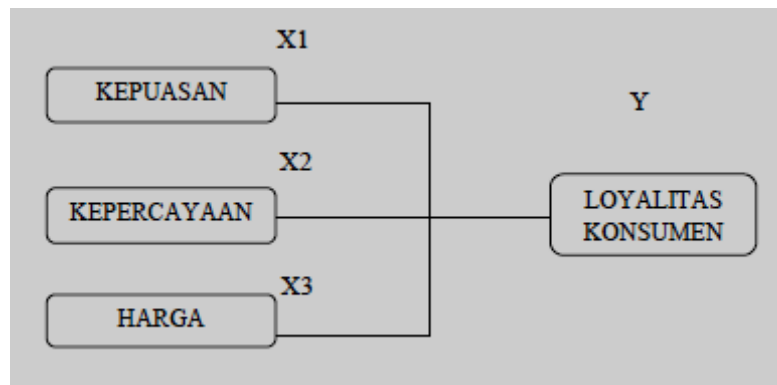 X1
KEPUASAN
Y
X2
KEPERCAYAAN
LOYALITAS
KONSUMEN
X3
HARGA